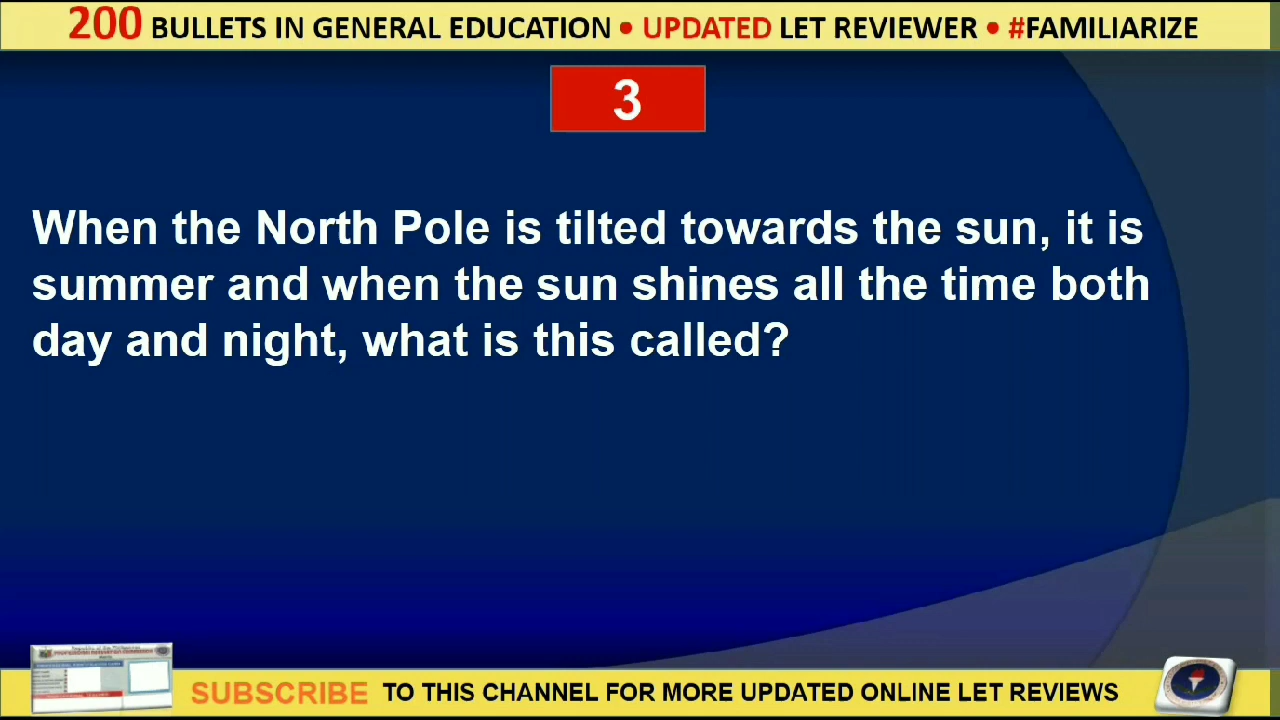 200 BULLETS IN GENERAL EDUCATION • UPDATED LET REVIEWER • #FAMILIARIZE
3
When the North Pole is tilted towards the sun, it is
summer and when the sun shines all the time both
day and night, what is this called?
SUBSCRIBE TO THIS CHANNEL FOR MORE UPDATED ONLINE LET REVIEWS